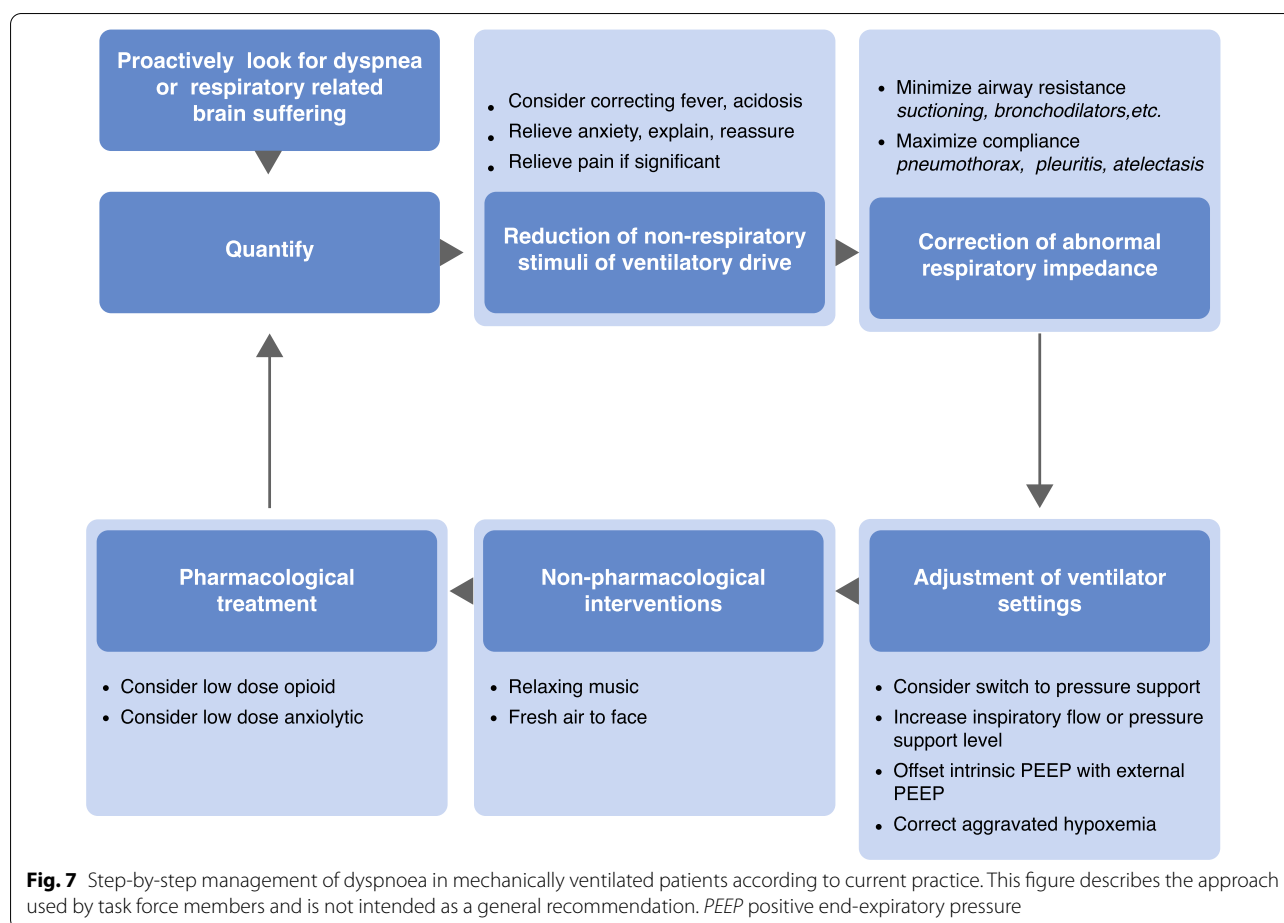 Proactively look for dyspnea
or respiratory related
brain suffering
Quantify
• Consider correcting fever, acidosis
• Relieve anxiety, explain, reassure
• Relieve pain if significant
Reduction of non-respiratory
stimuli of ventilatory drive
• Minimize airway resistance
suctioning, bronchodilators,etc.
• Maximize compliance
pneumothorax, pleuritis, atelectasis
Correction of abnormal
respiratory impedance
Adjustment of ventilator
settings
• Consider switch to pressure support
• Increase inspiratory flow or pressure
support level
• Offset intrinsic PEEP with external
PEEP
• Correct aggravated hypoxemia
Non-pharmacological
interventions
• Relaxing music
• Fresh air to face
Pharmacological
treatment
• Consider low dose opioid
• Consider low dose anxiolytic
Fig. 7 Step-by-step management of dyspnoea in mechanically ventilated patients according to current practice. This figure describes the approach
used by task force members and is not intended as a general recommendation. PEEP positive end-expiratory pressure